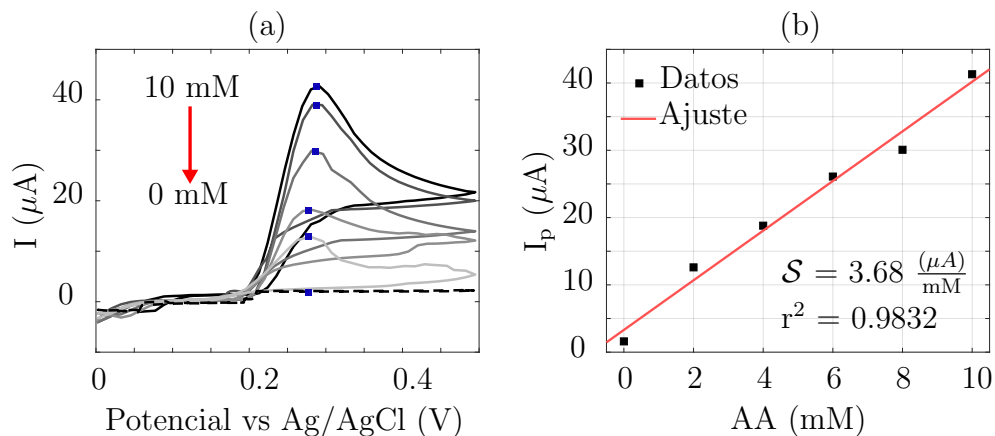 (a)
10 mM
0 mM
40
20
0
I (μA)
0
0.2
0.4
Potencial vs Ag/AgCl (V)
(b)
Datos
Ajuste
40
30
20
10
0
I_p (μA)
S = 3.68 (μA)/mM
r² = 0.9832
0
2
4
6
8
10
AA (mM)